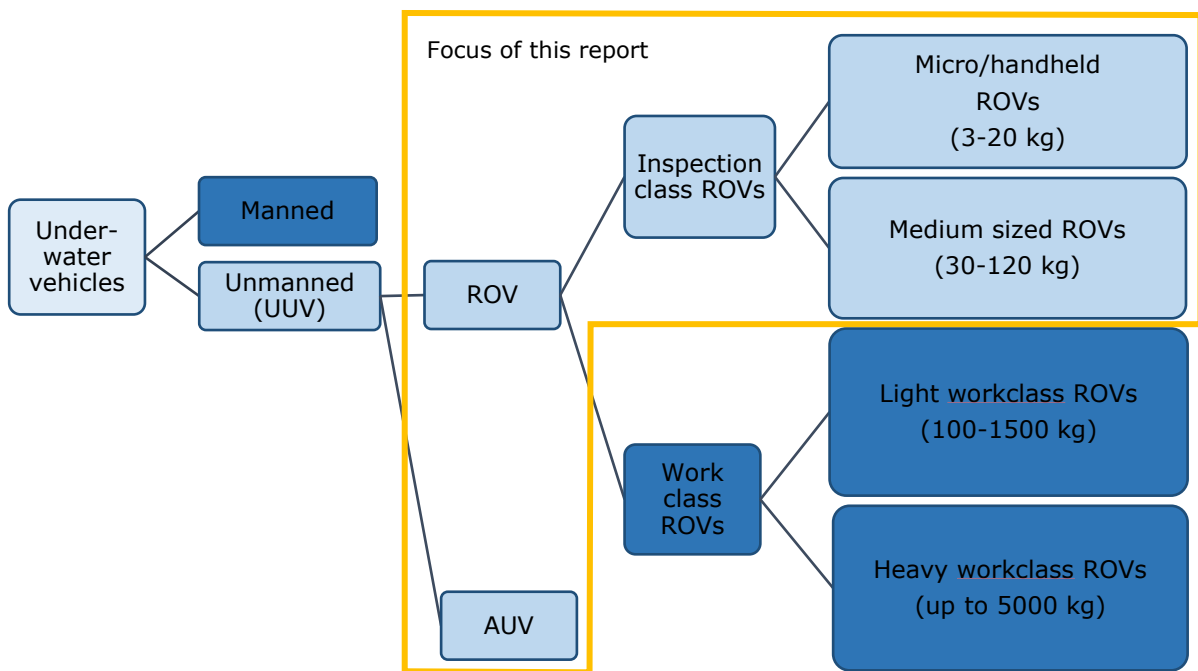 Focus of this report
Under-
water
vehicles
Manned
Unmanned
(UUV)
ROV
AUV
Inspection
class ROVs
Work
class
ROVs
Micro/handheld
ROVs
(3-20 kg)
Medium sized ROVs
(30-120 kg)
Light workclass ROVs
(100-1500 kg)
Heavy workclass ROVs
(up to 5000 kg)